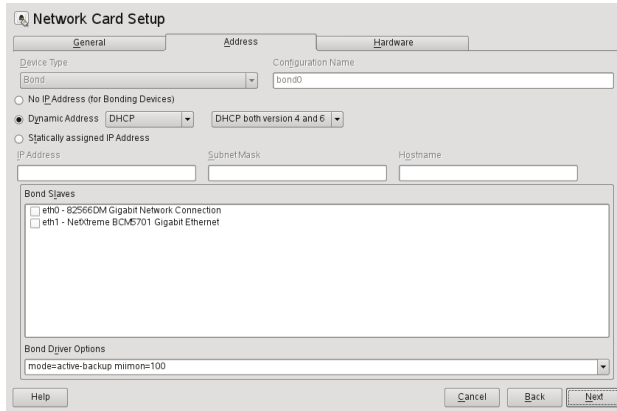 Network Card Setup
General Address Hardware
Device Type Configuration Name
Bond bond0
No IP Address (for Bonding Devices)
Dynamic Address DHCP DHCP both version 4 and 6
Statically assigned IP Address
IP Address Subnet Mask Hostname
Bond Slaves
eth0 - 82566DM Gigabit Network Connection
eth1 - NetXtreme BCM5701 Gigabit Ethernet
Bond Driver Options
mode=active-backup miimon=100
Help Cancel Back Next